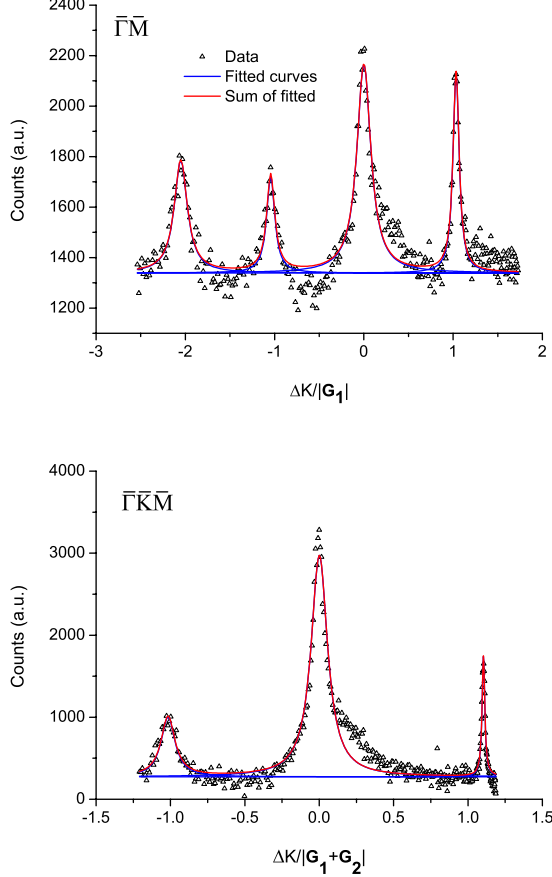 Γ̄M̄
2400
2200
2000
1800
1600
1400
1200
Counts (a.u.)
Data
Fitted curves
Sum of fitted
-3 -2 -1 0 1 2
ΔK/|G1|
Γ̄K̄M̄
4000
3000
2000
1000
0
Counts (a.u.)
-1.5 -1.0 -0.5 0.0 0.5 1.0 1.5
ΔK/|G1+G2|